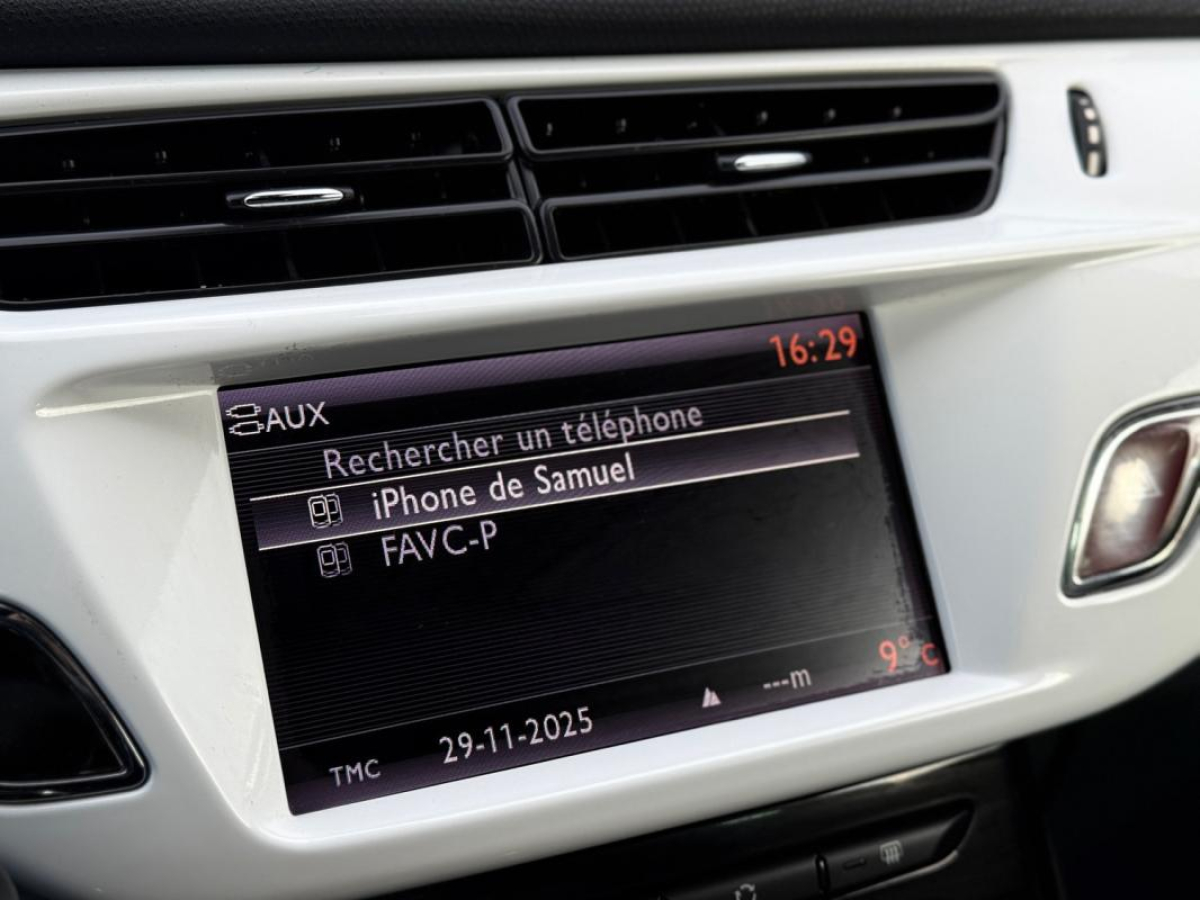 16:29
AUX
Rechercher un téléphone
iPhone de Samuel
FAVC-P
9° C
---m
29-11-2025
TMC